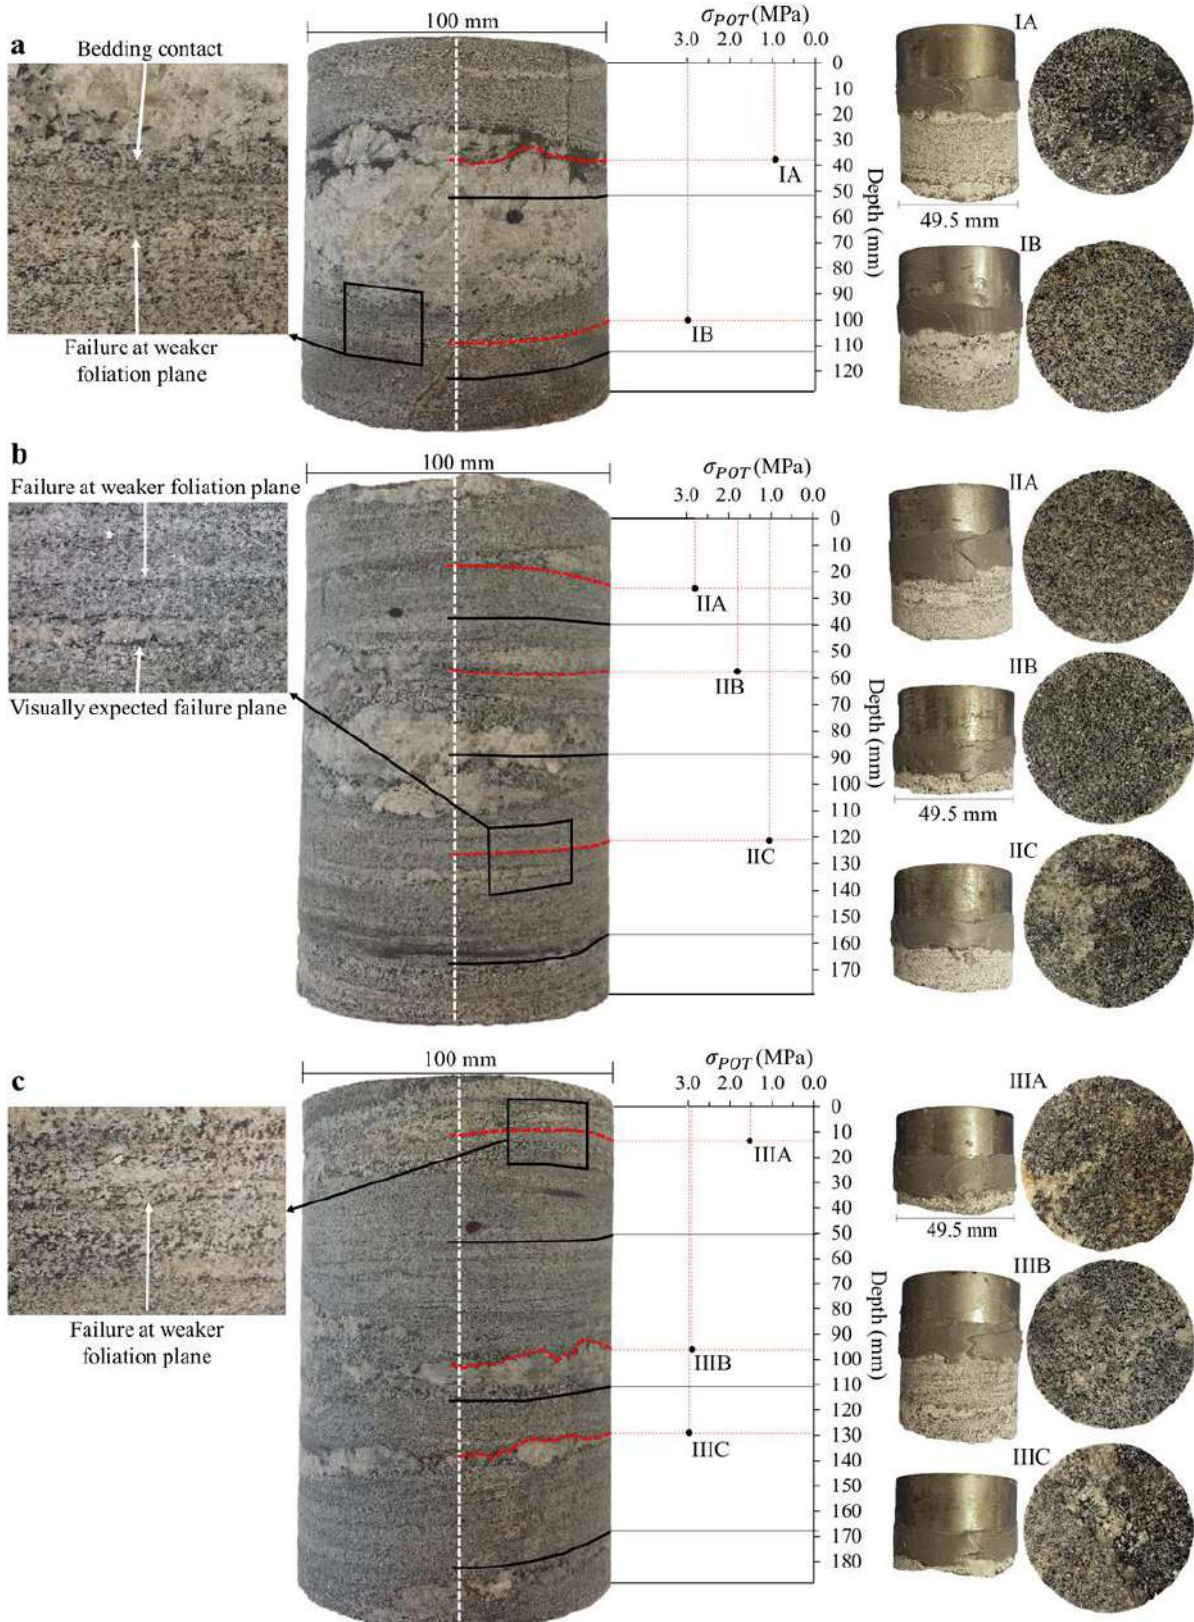 a
Bedding contact
Failure at weaker
foliation plane
100 mm
σPOT (MPa)
3.0 2.0 1.0 0.0
0
10
20
30
40
50
60
70
80
90
100
110
120
Depth (mm)
IA
IB
IA
49.5 mm
IB
b
Failure at weaker foliation plane
Visually expected failure plane
100 mm
σPOT (MPa)
3.0 2.0 1.0 0.0
0
10
20
30
40
60
70
80
90
100
110
120
130
140
160
170
Depth (mm)
IIA
IIB
IIC
IIA
IIB
49.5 mm
IIC
c
Failure at weaker
foliation plane
100 mm
σPOT (MPa)
3.0 2.0 1.0 0.0
0
10
20
30
40
50
60
80
90
100
110
120
130
140
150
160
170
180
Depth (mm)
IIIA
IIIB
IIIC
IIIA
49.5 mm
IIIB
IIIC